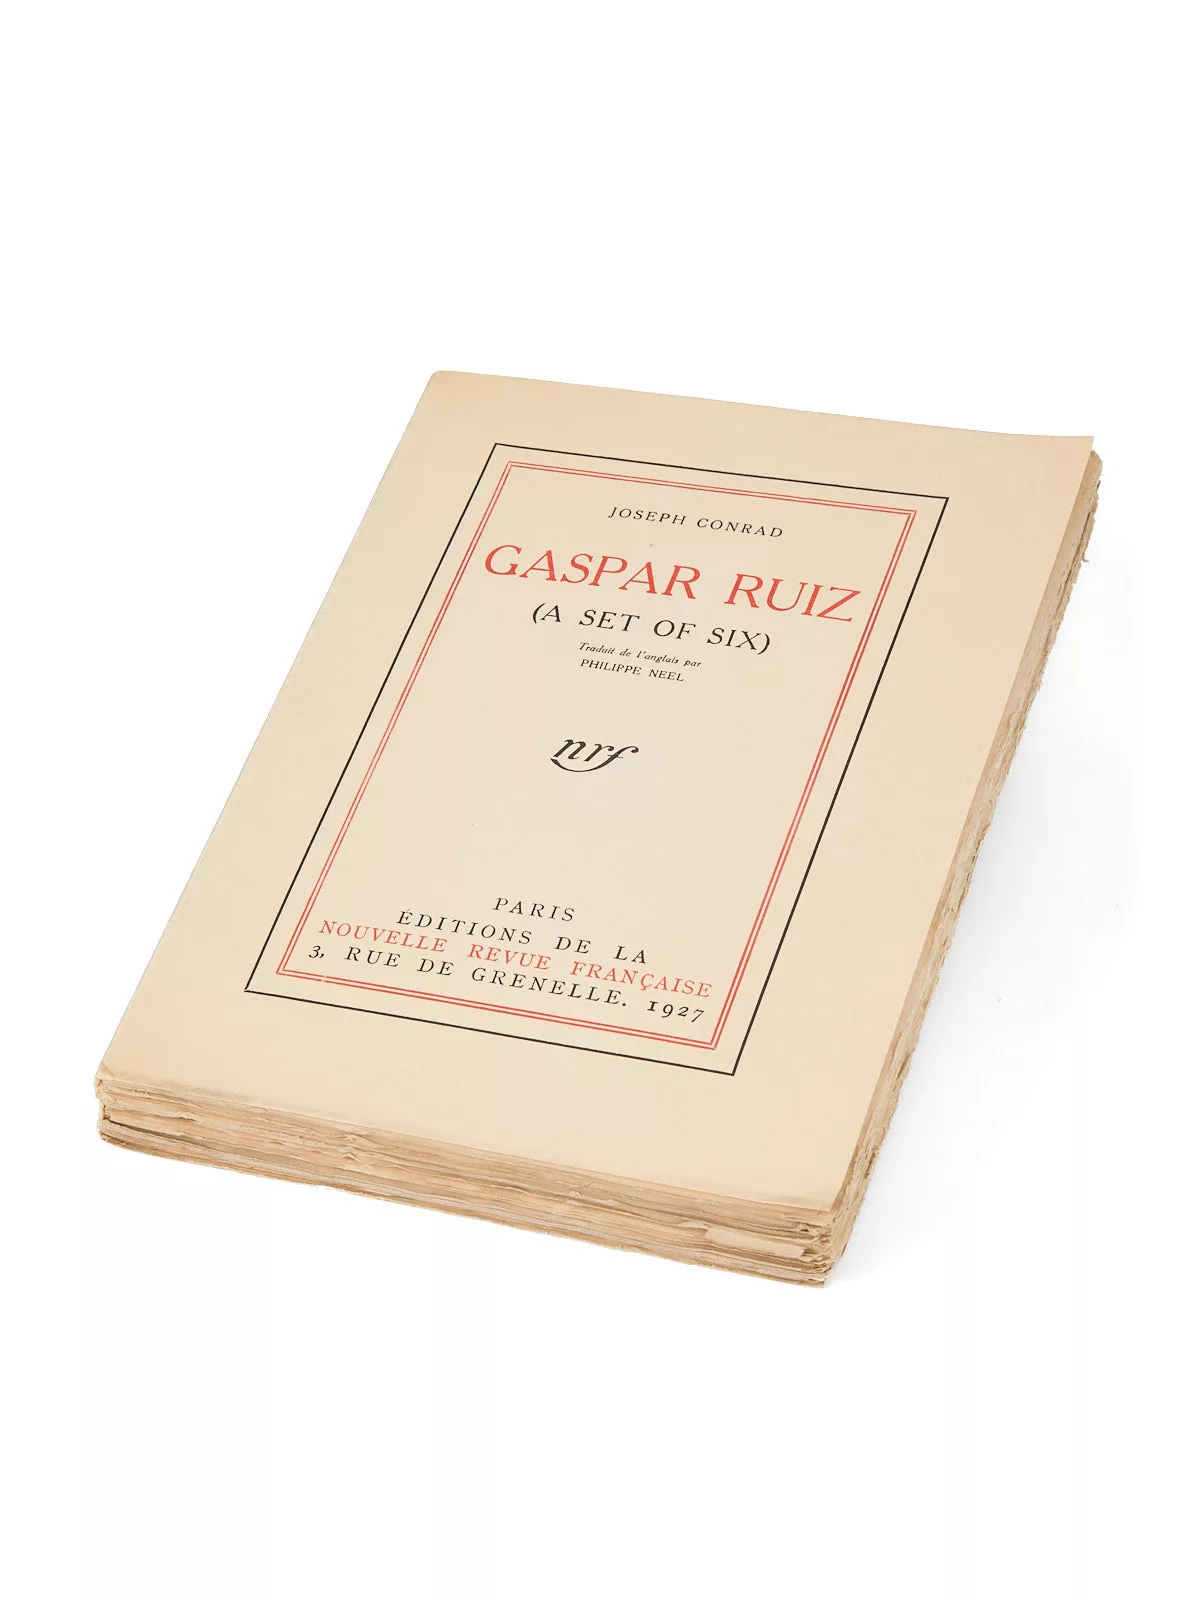 JOSEPH CONRAD
GASPAR RUIZ
(A SET OF SIX)
Traduit de l'anglais par
PHILIPPE NEEL
nrf
PARIS
ÉDITIONS DE LA
NOUVELLE REVUE FRANÇAISE
3, RUE DE GRENELLE. 1927